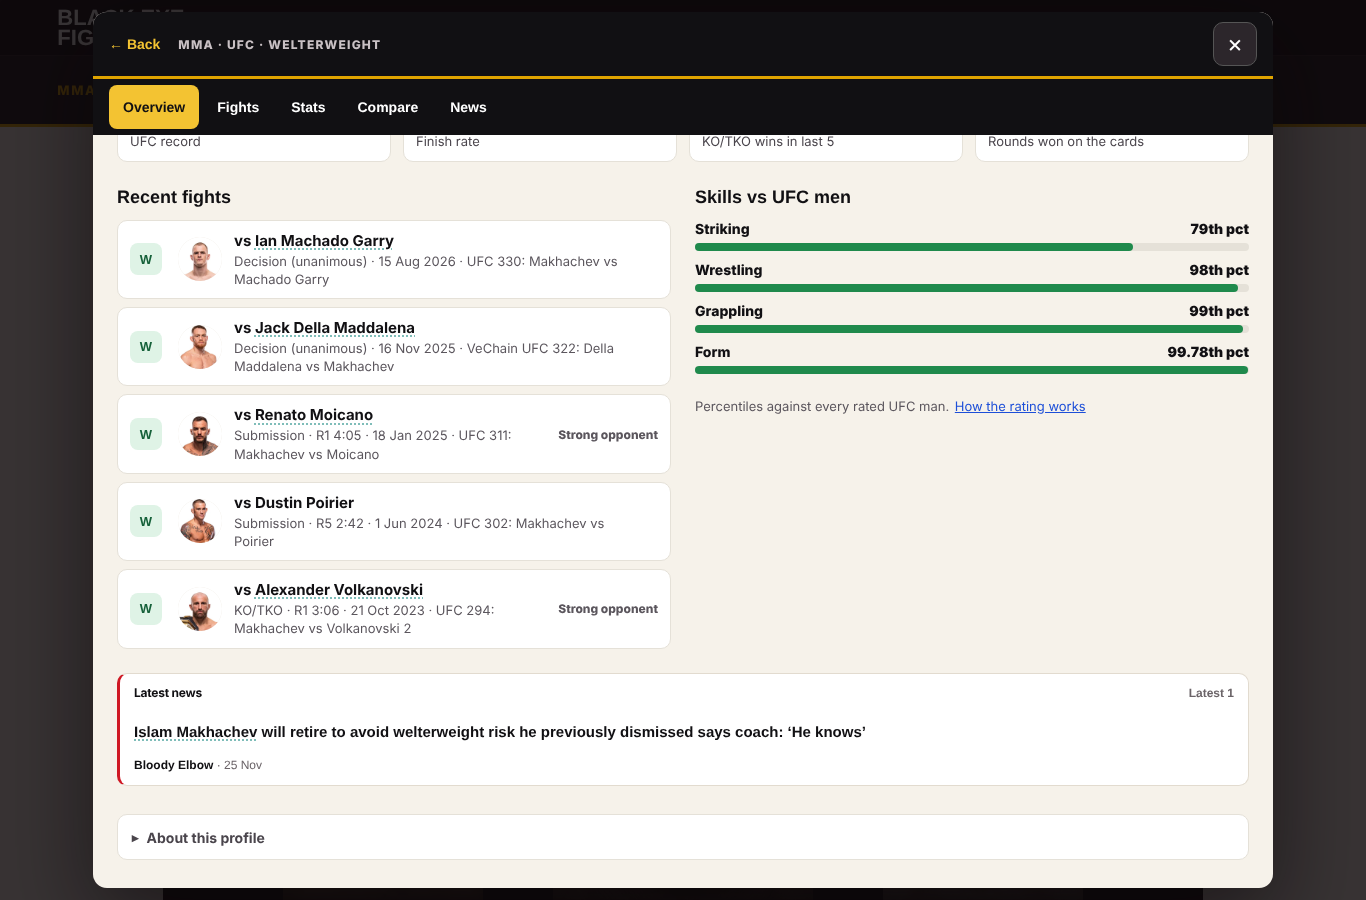 BLACK EYE
FIG
MMA
← Back MMA · UFC · WELTERWEIGHT
Overview Fights Stats Compare News
UFC record
Finish rate
KO/TKO wins in last 5
Rounds won on the cards
Recent fights
W
vs Ian Machado Garry
Decision (unanimous) · 15 Aug 2026 · UFC 330: Makhachev vs
Machado Garry
W
vs Jack Della Maddalena
Decision (unanimous) · 16 Nov 2025 · VeChain UFC 322: Della
Maddalena vs Makhachev
W
vs Renato Moicano
Submission · R1 4:05 · 18 Jan 2025 · UFC 311:
Makhachev vs Moicano
Strong opponent
W
vs Dustin Poirier
Submission · R5 2:42 · 1 Jun 2024 · UFC 302: Makhachev vs
Poirier
W
vs Alexander Volkanovski
KO/TKO · R1 3:06 · 21 Oct 2023 · UFC 294:
Makhachev vs Volkanovski 2
Strong opponent
Skills vs UFC men
Striking 79th pct
Wrestling 98th pct
Grappling 99th pct
Form 99.78th pct
Percentiles against every rated UFC man. How the rating works
Latest news Latest 1
Islam Makhachev will retire to avoid welterweight risk he previously dismissed says coach: ‘He knows’
Bloody Elbow · 25 Nov
▸ About this profile